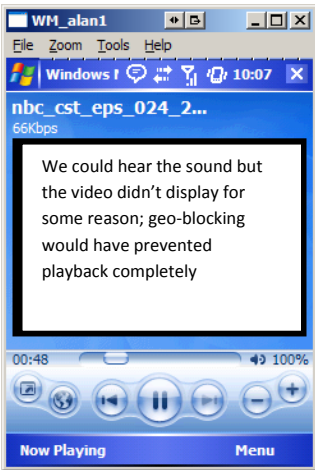 WM_alan1
File Zoom Tools Help
Windows 10:07
nbc_cst_eps_024_2...
66Kbps
We could hear the sound but
the video didn't display for
some reason; geo-blocking
would have prevented
playback completely
00:48 100%
Now Playing Menu